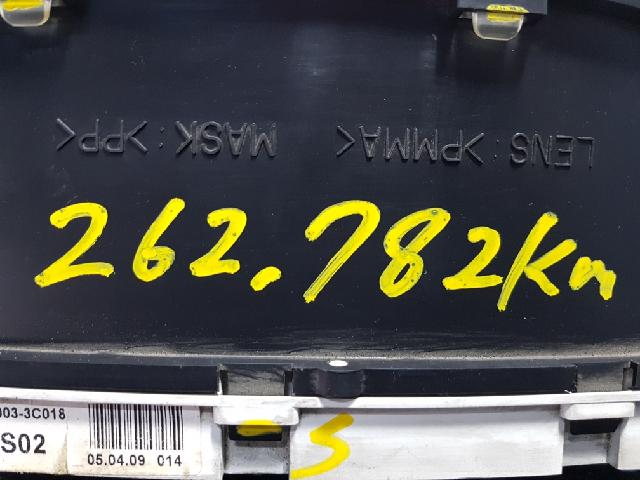 LENS: >PMMA< MASK: >PP<
262.782Km
003-3C018
S02
05.04.09 014
5